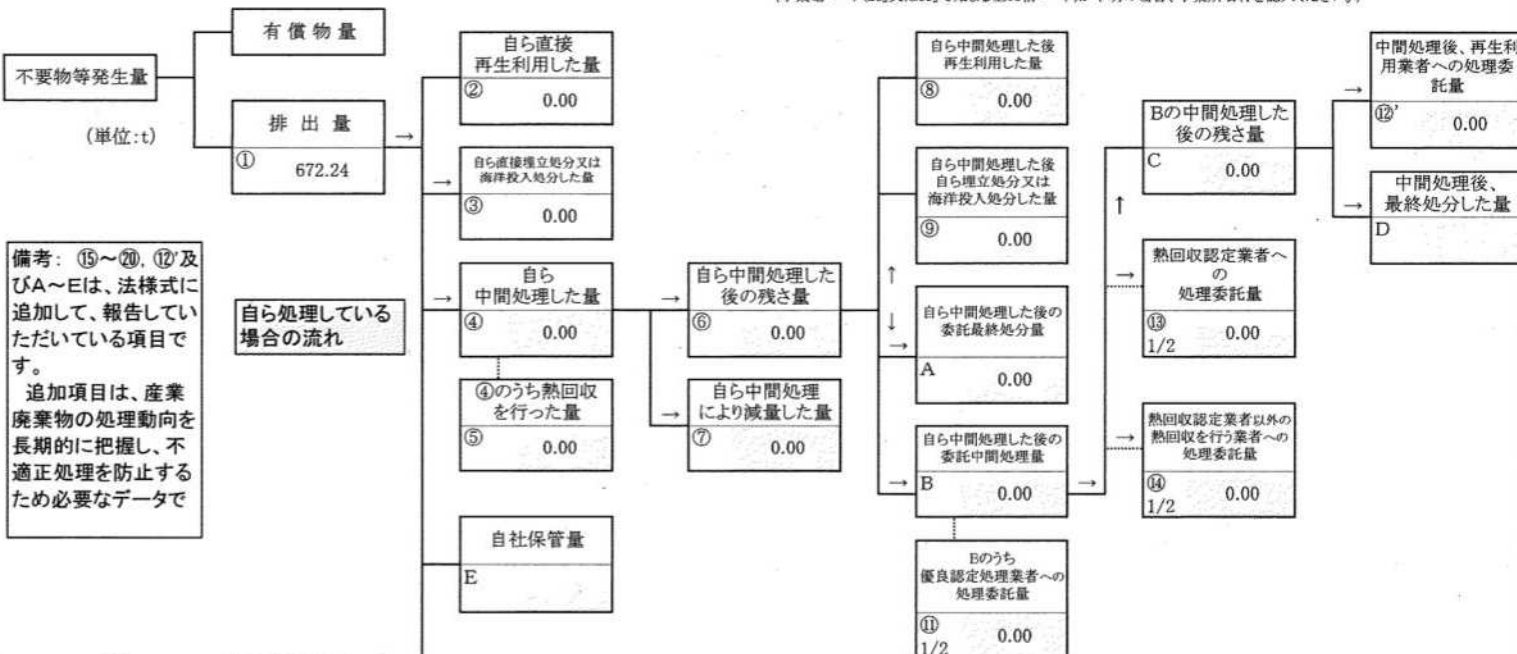 有償物量
不要物等発生量
(単位:t)
排出量
→
①
672.24
備考: ⑮～⑳, ⑫'及
びA～Eは、法様式に
追加して、報告してい
ただいている項目で
す。
追加項目は、産業
廃棄物の処理動向を
長期的に把握し、不
適正処理を防止する
ため必要なデータで
自ら処理している
場合の流れ
自ら直接
再生利用した量
②
0.00
→
自ら直接埋立処分又は
海洋投入処分した量
③
0.00
→
自ら
中間処理した量
④
0.00
④のうち熱回収
を行った量
⑤
0.00
自社保管量
E
→
自ら中間処理した
後の残さ量
⑥
0.00
→
自ら中間処理
により減量した量
⑦
0.00
自ら中間処理した後
再生利用した量
⑧
0.00
自ら中間処理した後
自ら埋立処分又は
海洋投入処分した量
⑨
0.00
↑
↓
→
自ら中間処理した後の
委託最終処分量
A
0.00
→
自ら中間処理した後の
委託中間処理量
B
0.00
→
Bのうち
優良認定処理業者への
処理委託量
⑪
1/2
0.00
Bの中間処理した
後の残さ量
C
0.00
↑
→
熱回収認定業者へ
の
処理委託量
⑬
1/2
0.00
→
熱回収認定業者以外の
熱回収を行う業者への
処理委託量
⑭
1/2
0.00
→
中間処理後、再生利
用業者への処理委
託量
⑫'
0.00
→
中間処理後、
最終処分した量
D